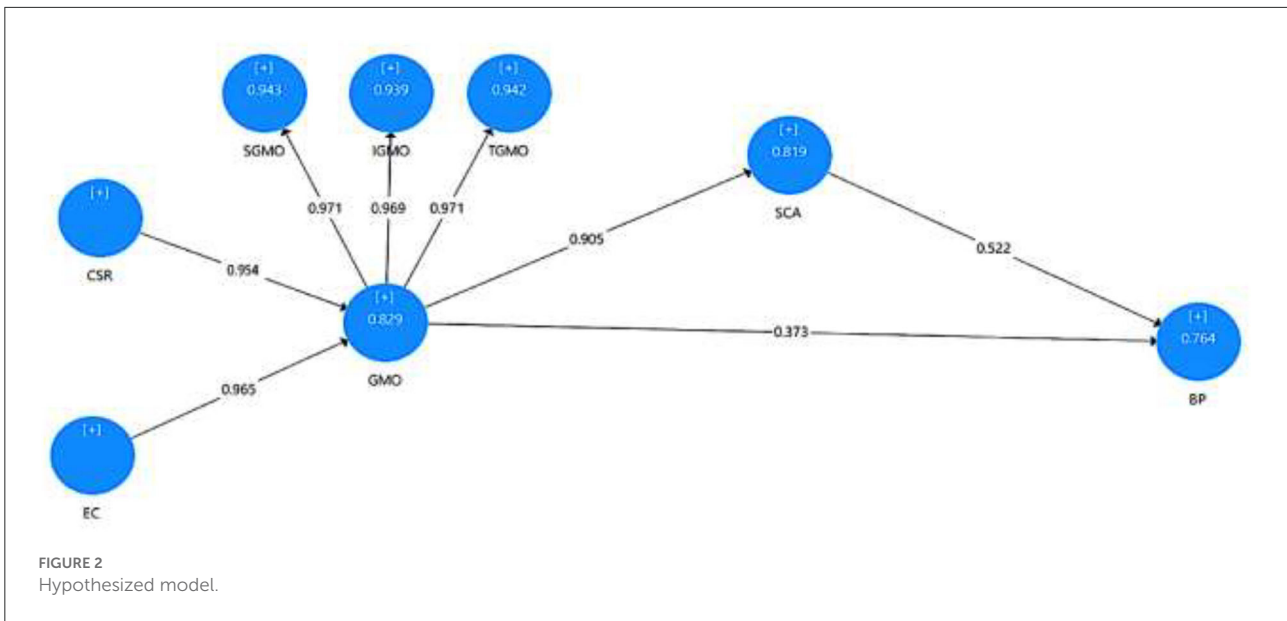 [+]
0.943
SGMO
[+]
0.939
IGMO
[+]
0.942
TGMO
[+]
0.819
SCA
[+]
CSR
0.971
0.969
0.971
0.954
0.905
0.522
[+]
0.829
GMO
0.373
[+]
0.764
BP
0.965
[+]
EC
FIGURE 2
Hypothesized model.